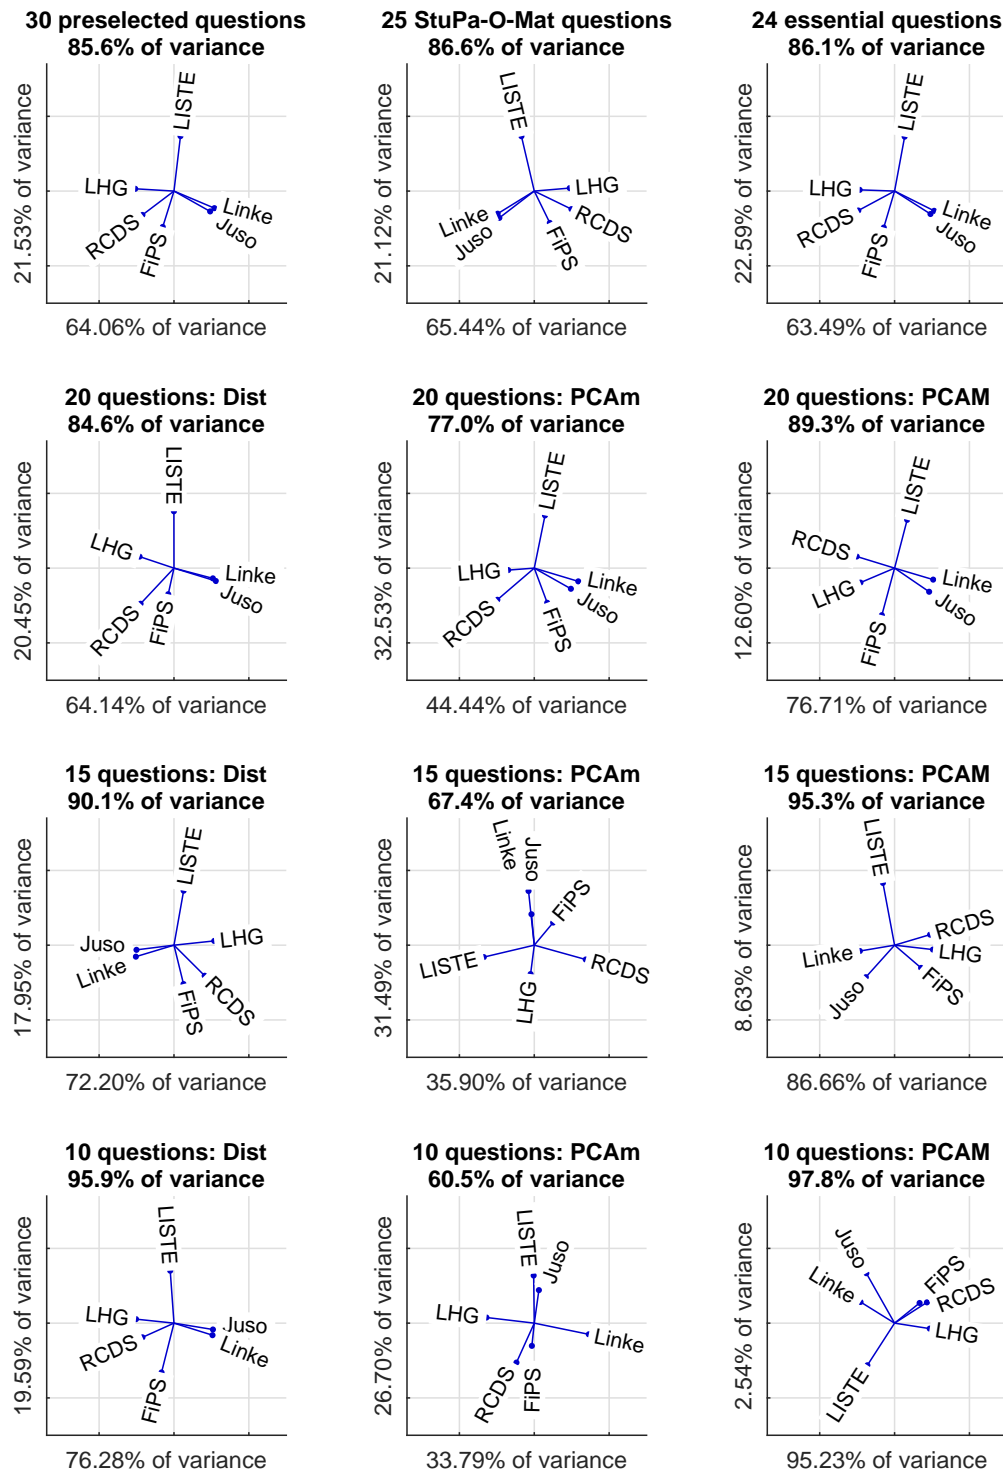 30 preselected questions
85.6% of variance
21.53% of variance
LISTE
LHG
RCDS
FiPS
Linke
Juso
64.06% of variance
25 StuPa-O-Mat questions
86.6% of variance
21.12% of variance
LISTE
LHG
RCDS
FiPS
Linke
Juso
65.44% of variance
24 essential questions
86.1% of variance
22.59% of variance
LISTE
LHG
RCDS
FiPS
Linke
Juso
63.49% of variance
20 questions: Dist
84.6% of variance
20.45% of variance
LISTE
LHG
RCDS
FiPS
Linke
Juso
64.14% of variance
20 questions: PCAm
77.0% of variance
32.53% of variance
LISTE
LHG
RCDS
FiPS
Linke
Juso
44.44% of variance
20 questions: PCAM
89.3% of variance
12.60% of variance
LISTE
RCDS
LHG
FiPS
Linke
Juso
76.71% of variance
15 questions: Dist
90.1% of variance
17.95% of variance
LISTE
Juso
Linke
LHG
RCDS
FiPS
72.20% of variance
15 questions: PCAm
67.4% of variance
31.49% of variance
Linke
Juso
FiPS
LISTE
RCDS
LHG
35.90% of variance
15 questions: PCAM
95.3% of variance
8.63% of variance
LISTE
RCDS
Linke
LHG
FiPS
Juso
86.66% of variance
10 questions: Dist
95.9% of variance
19.59% of variance
LISTE
LHG
Juso
RCDS
Linke
FiPS
76.28% of variance
10 questions: PCAm
60.5% of variance
26.70% of variance
LISTE
Juso
LHG
Linke
RCDS
FiPS
33.79% of variance
10 questions: PCAM
97.8% of variance
2.54% of variance
Juso
FiPS
Linke
RCDS
LHG
LISTE
95.23% of variance